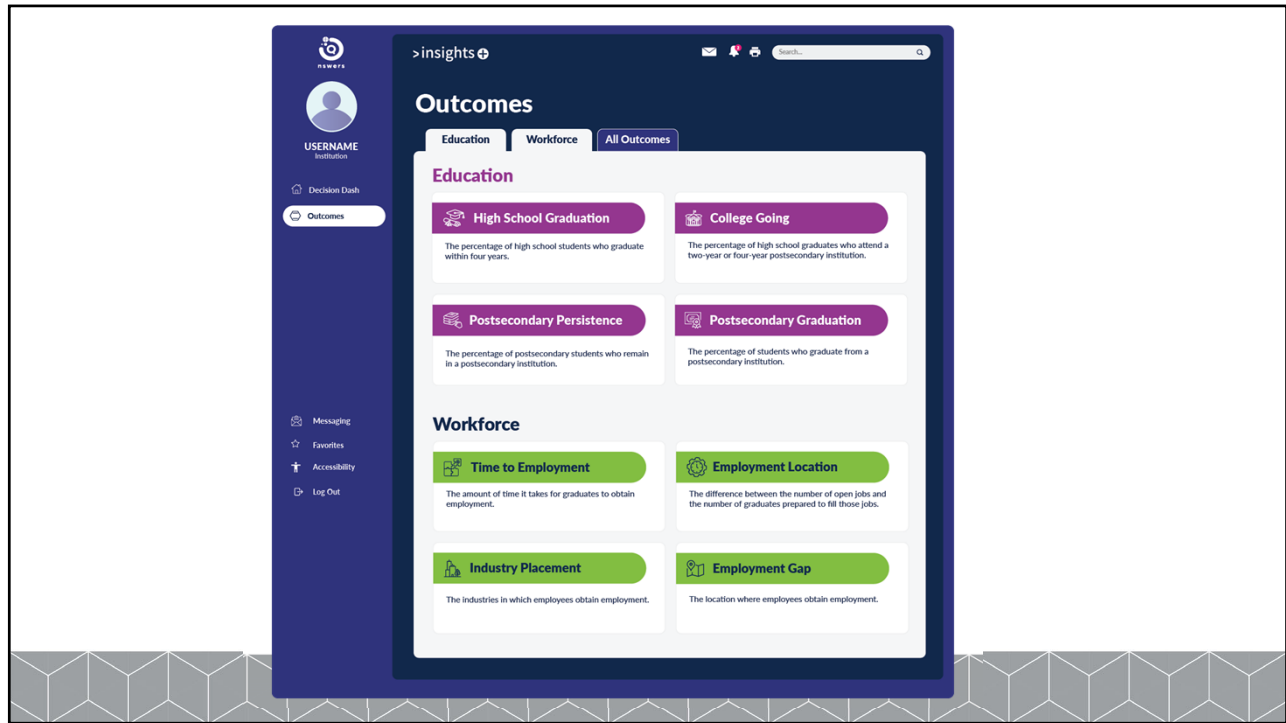 nswers
USERNAME
Institution
Decision Dash
Outcomes
Messaging
Favorites
Accessibility
Log Out
>insights
Search...
Outcomes
Education
Workforce
All Outcomes
Education
High School Graduation
The percentage of high school students who graduate
within four years.
College Going
The percentage of high school graduates who attend a
two-year or four-year postsecondary institution.
Postsecondary Persistence
The percentage of postsecondary students who remain
in a postsecondary institution.
Postsecondary Graduation
The percentage of students who graduate from a
postsecondary institution.
Workforce
Time to Employment
The amount of time it takes for graduates to obtain
employment.
Employment Location
The difference between the number of open jobs and
the number of graduates prepared to fill those jobs.
Industry Placement
The industries in which employees obtain employment.
Employment Gap
The location where employees obtain employment.